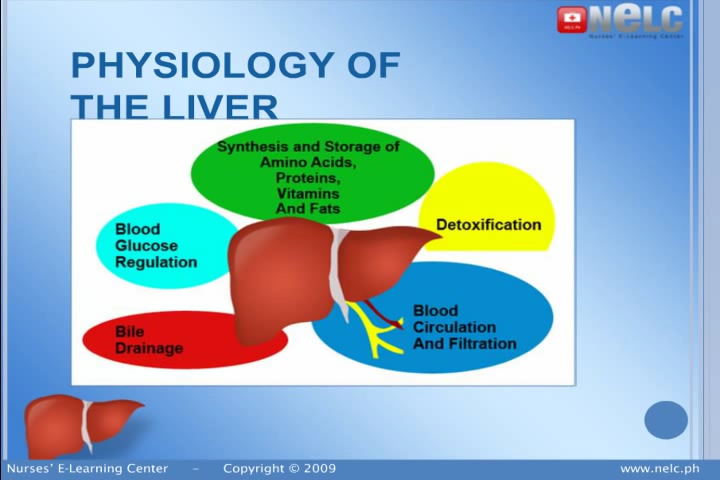 NELC
Nurses' E-Learning Center
PHYSIOLOGY OF
THE LIVER
Synthesis and Storage of
Amino Acids,
Proteins,
Vitamins
And Fats
Detoxification
Blood
Glucose
Regulation
Blood
Circulation
And Filtration
Bile
Drainage
Nurses' E-Learning Center – Copyright © 2009 www.nelc.ph